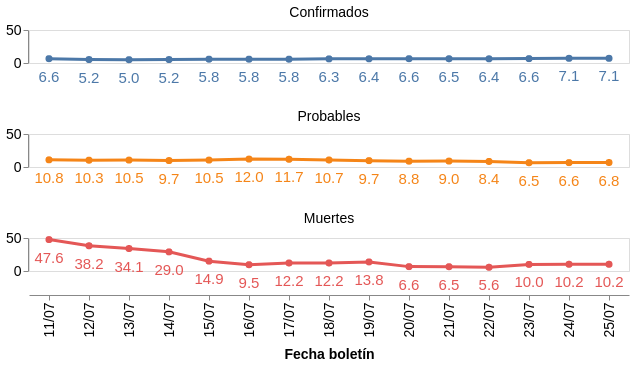 Confirmados
50
0
6.6 5.2 5.0 5.2 5.8 5.8 5.8 6.3 6.4 6.6 6.5 6.4 6.6 7.1 7.1
Probables
50
0
10.8 10.3 10.5 9.7 10.5 12.0 11.7 10.7 9.7 8.8 9.0 8.4 6.5 6.6 6.8
Muertes
50
0
47.6 38.2 34.1 29.0 14.9 9.5 12.2 12.2 13.8 6.6 6.5 5.6 10.0 10.2 10.2
11/07 12/07 13/07 14/07 15/07 16/07 17/07 18/07 19/07 20/07 21/07 22/07 23/07 24/07 25/07
Fecha boletín